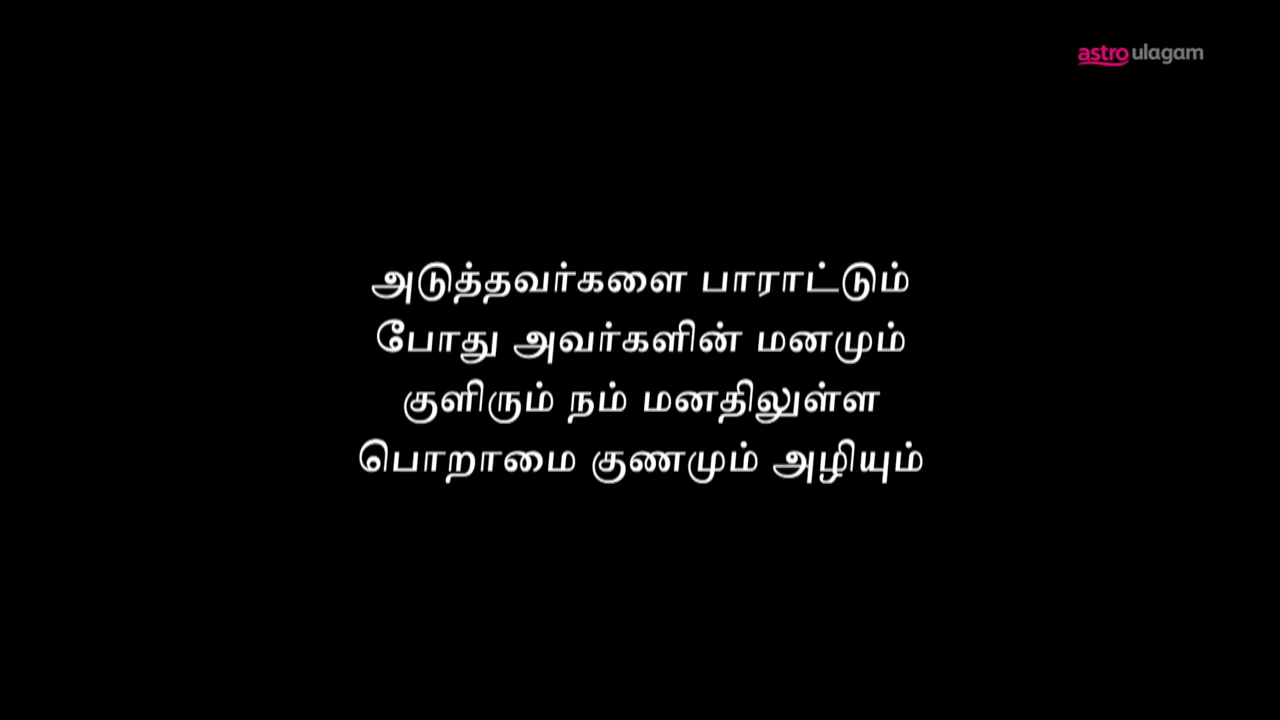 astro ulagam
அடுத்தவர்களை பாராட்டும்
போது அவர்களின் மனமும்
குளிரும் நம் மனதிலுள்ள
பொறாமை குணமும் அழியும்